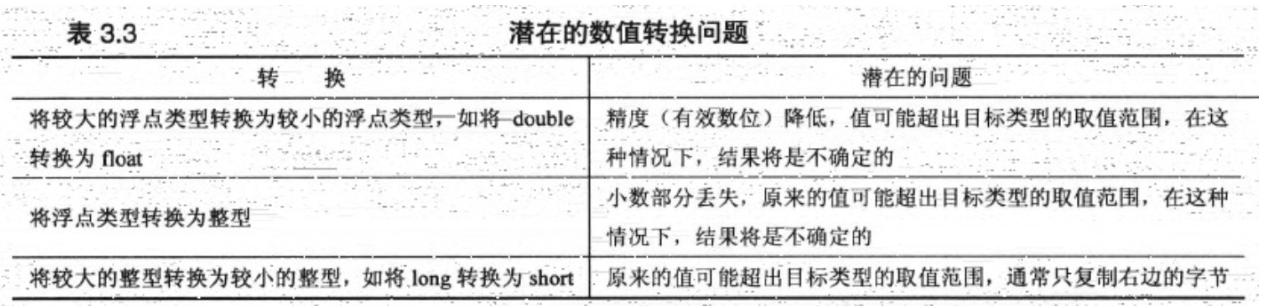 表 3.3 潜在的数值转换问题
转 换 潜在的问题
将较大的浮点类型转换为较小的浮点类型，如将 double
转换为 float
精度（有效数位）降低，值可能超出目标类型的取值范围，在这
种情况下，结果将是不确定的
将浮点类型转换为整型
小数部分丢失，原来的值可能超出目标类型的取值范围，在这种
情况下，结果将是不确定的
将较大的整型转换为较小的整型，如将 long 转换为 short
原来的值可能超出目标类型的取值范围，通常只复制右边的字节